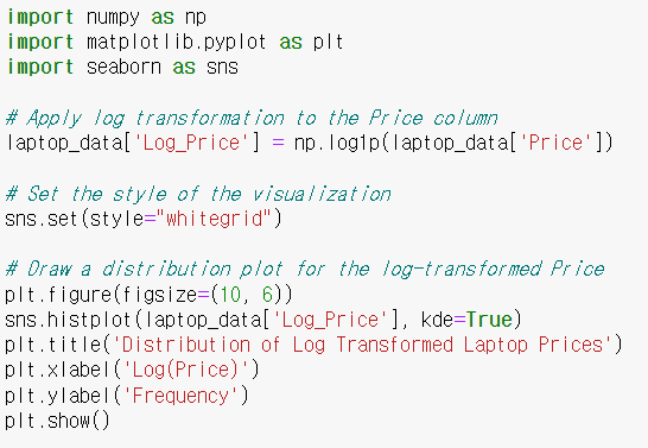 import numpy as np
import matplotlib.pyplot as plt
import seaborn as sns
# Apply log transformation to the Price column
laptop_data['Log_Price'] = np.log1p(laptop_data['Price'])
# Set the style of the visualization
sns.set(style="whitegrid")
# Draw a distribution plot for the log-transformed Price
plt.figure(figsize=(10, 6))
sns.histplot(laptop_data['Log_Price'], kde=True)
plt.title('Distribution of Log Transformed Laptop Prices')
plt.xlabel('Log(Price)')
plt.ylabel('Frequency')
plt.show()